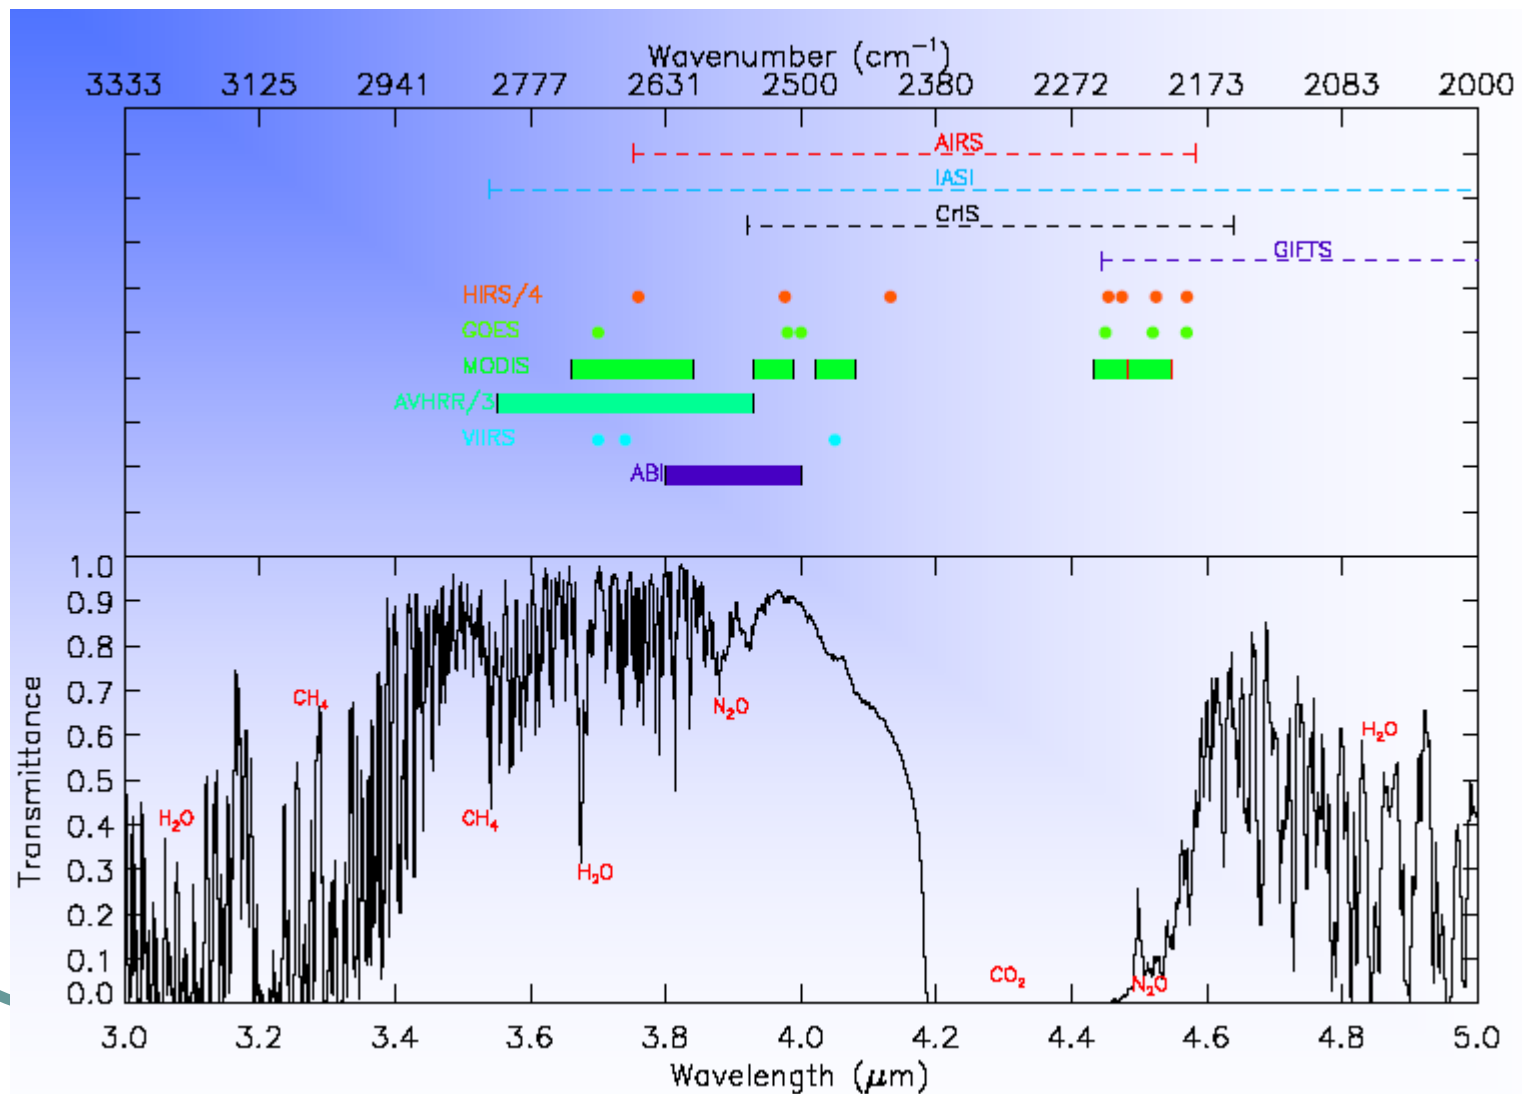 Wavenumber (cm⁻¹)
3333 3125 2941 2777 2631 2500 2380 2272 2173 2083 2000
AIRS
IASI
CrIS
GIFTS
HIRS/4
GOES
MODIS
AVHRR/3
VIIRS
ABI
Transmittance
1.0
0.9
0.8
0.7
0.6
0.5
0.4
0.3
0.2
0.1
0.0
CH₄
N₂O
H₂O
H₂O
CH₄
H₂O
CO₂
N₂O
3.0 3.2 3.4 3.6 3.8 4.0 4.2 4.4 4.6 4.8 5.0
Wavelength (μm)